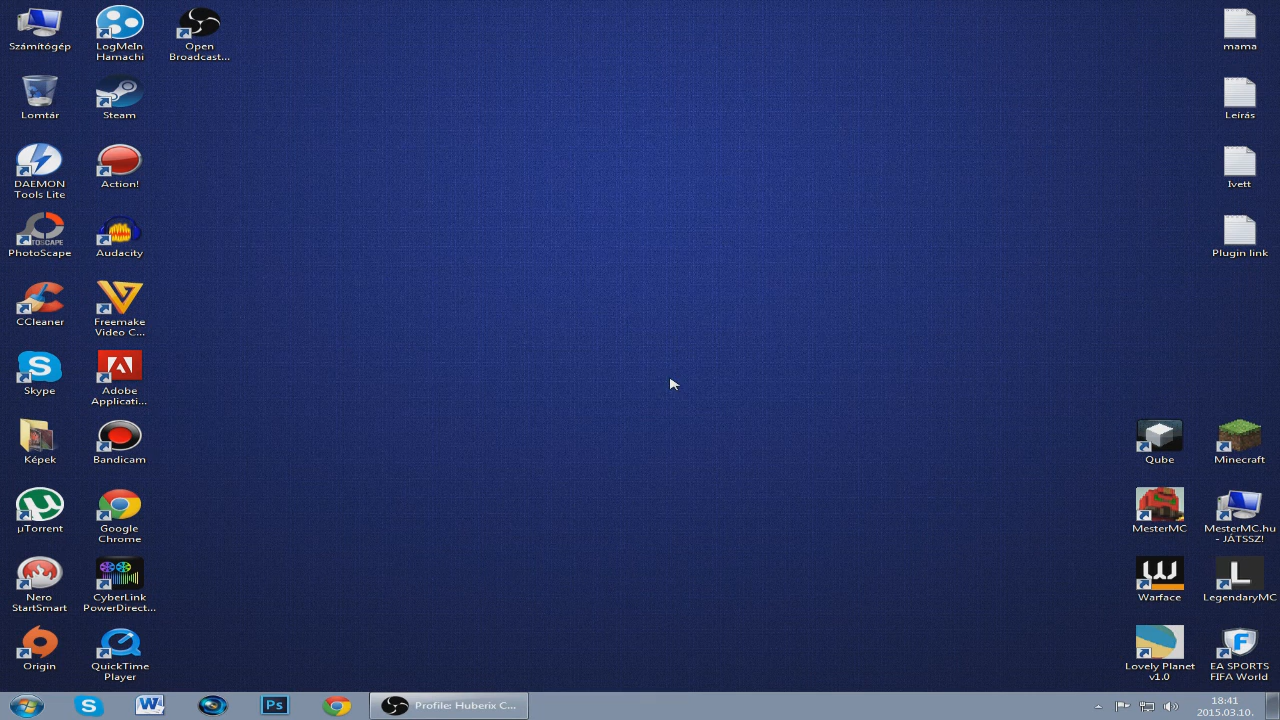 Számítógép
LogMeIn
Hamachi
Open
Broadcast...
Lomtár
Steam
DAEMON
Tools Lite
Action!
PHOTOSCAPE
PhotoScape
Audacity
CCleaner
Freemake
Video C...
Skype
Adobe
Applicati...
Képek
Bandicam
µTorrent
Google
Chrome
Nero
StartSmart
CyberLink
PowerDirect...
Origin
QuickTime
Player
mama
Leírás
Ivett
Plugin link
Qube
Minecraft
MesterMC
MesterMC.hu
- JÁTSSZ!
Warface
LegendaryMC
Lovely Planet
v1.0
EA SPORTS
FIFA World
Ps
Profile: Huberix C...
18:41
2015.03.10.